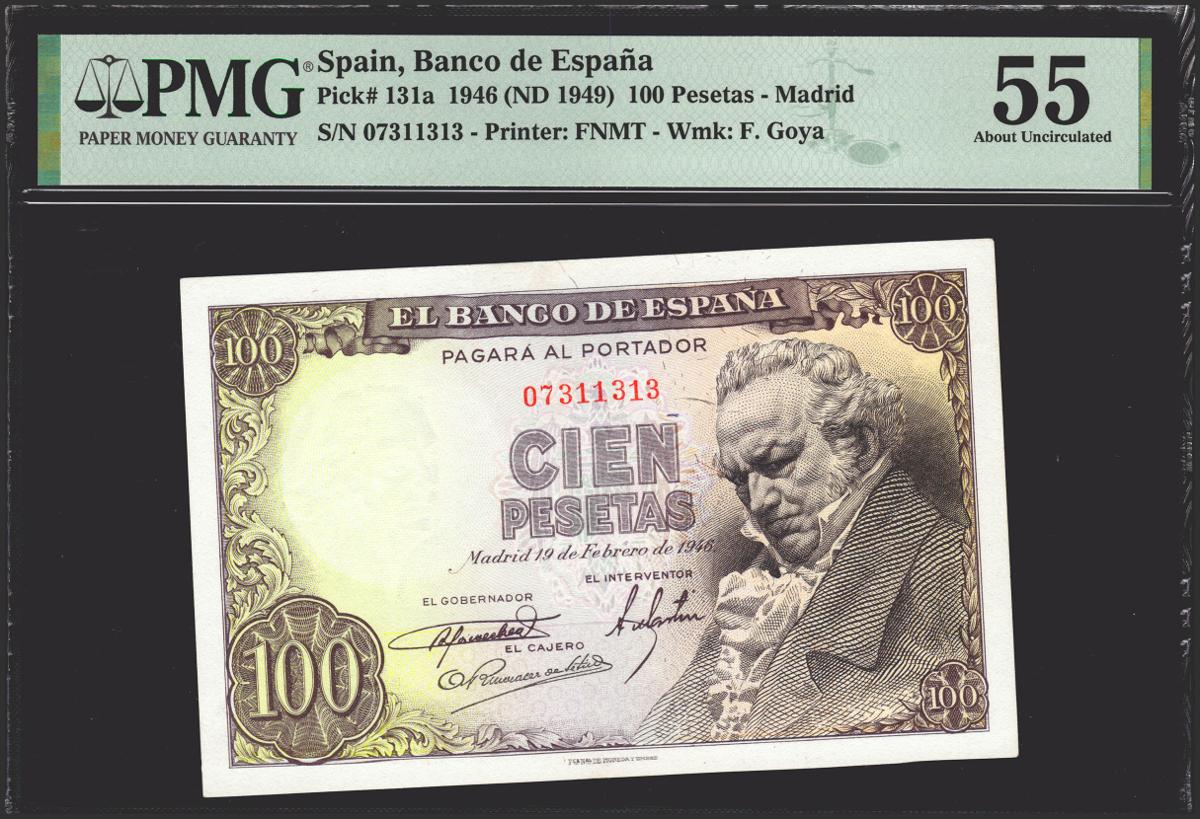 PMG®
PAPER MONEY GUARANTY
Spain, Banco de España
Pick# 131a 1946 (ND 1949) 100 Pesetas - Madrid
S/N 07311313 - Printer: FNMT - Wmk: F. Goya
55
About Uncirculated
EL BANCO DE ESPAÑA
100
100
PAGARÁ AL PORTADOR
07311313
CIEN
PESETAS
Madrid 19 de Febrero de 1946.
EL INTERVENTOR
EL GOBERNADOR
EL CAJERO
100
100